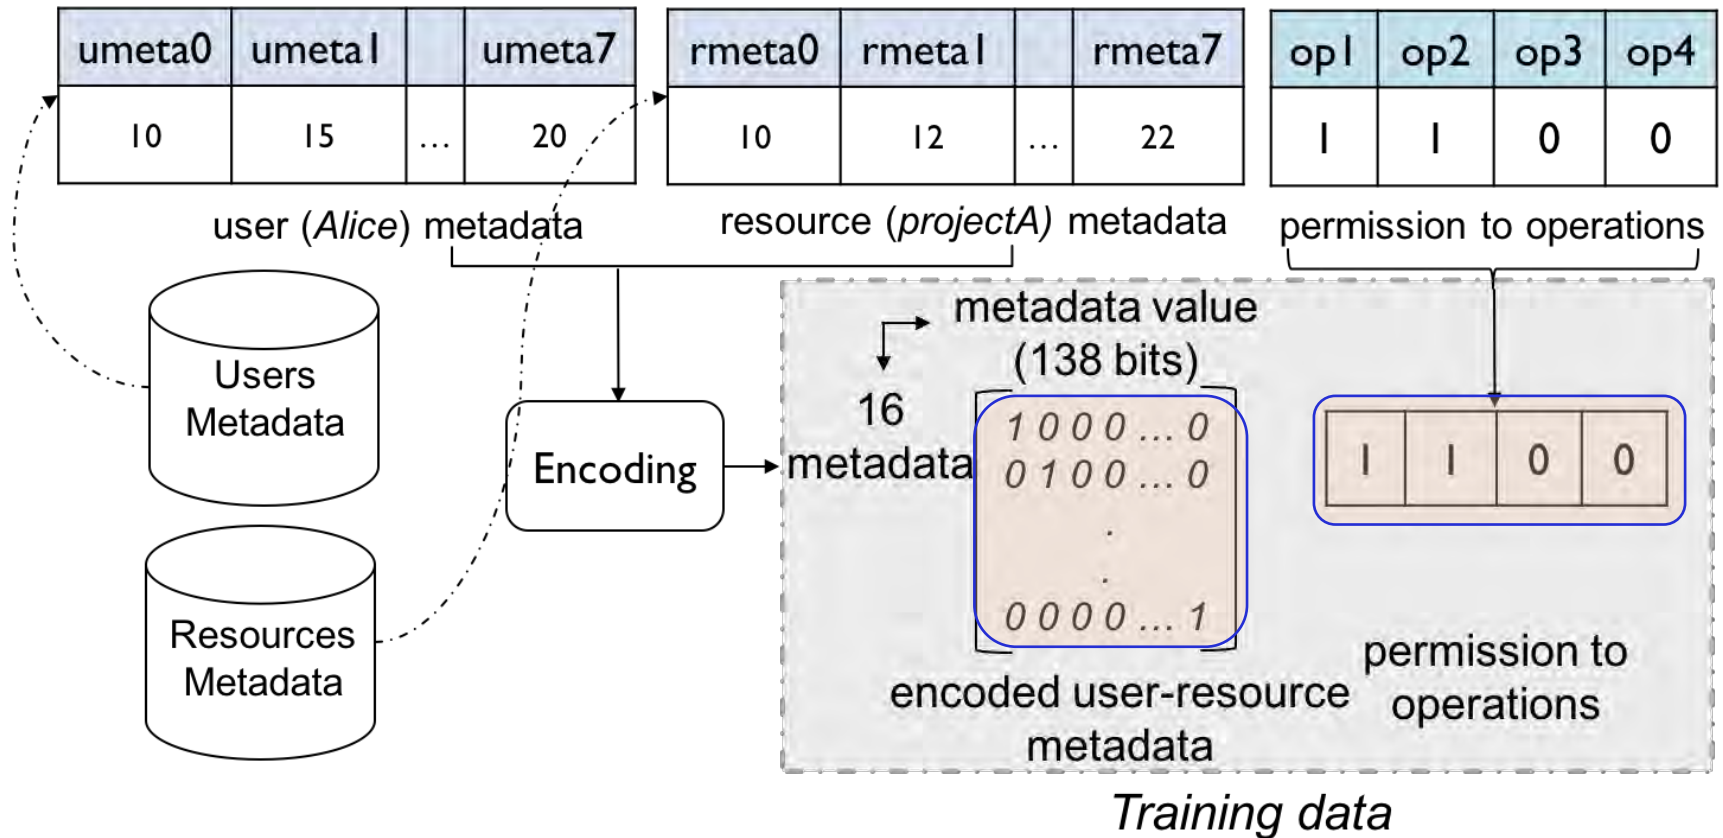 umeta0 umeta1 umeta7
10 15 ... 20
rmeta0 rmeta1 rmeta7
10 12 ... 22
op1 op2 op3 op4
1 1 0 0
user (Alice) metadata
resource (projectA) metadata
permission to operations
Users
Metadata
Resources
Metadata
Encoding
metadata value
(138 bits)
16
metadata
1 0 0 0 ... 0
0 1 0 0 ... 0
.
.
0 0 0 0 ... 1
encoded user-resource
metadata
1 1 0 0
permission to
operations
Training data